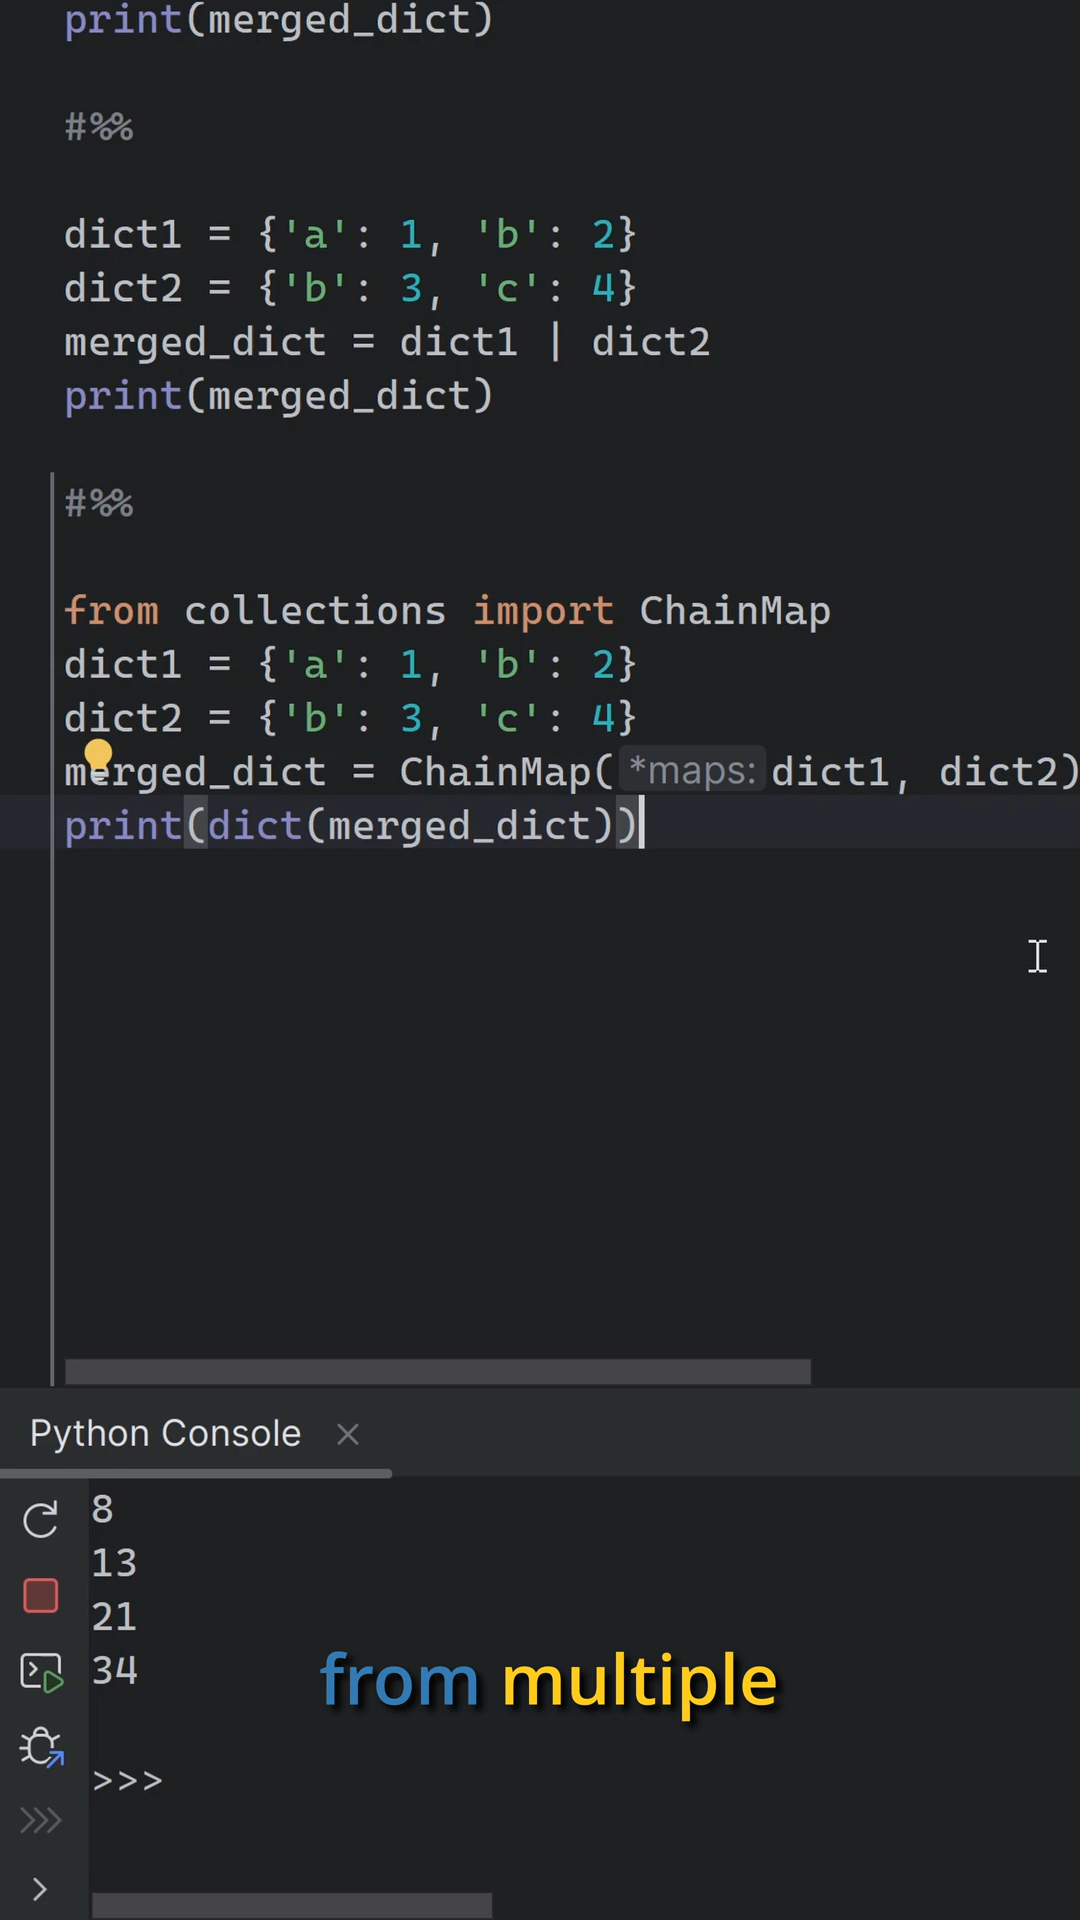 print(merged_dict)
#%%
dict1 = {'a': 1, 'b': 2}
dict2 = {'b': 3, 'c': 4}
merged_dict = dict1 | dict2
print(merged_dict)
#%%
from collections import ChainMap
dict1 = {'a': 1, 'b': 2}
dict2 = {'b': 3, 'c': 4}
merged_dict = ChainMap( *maps: dict1, dict2)
print(dict(merged_dict))
Python Console
8
13
21
34
from multiple
>>>